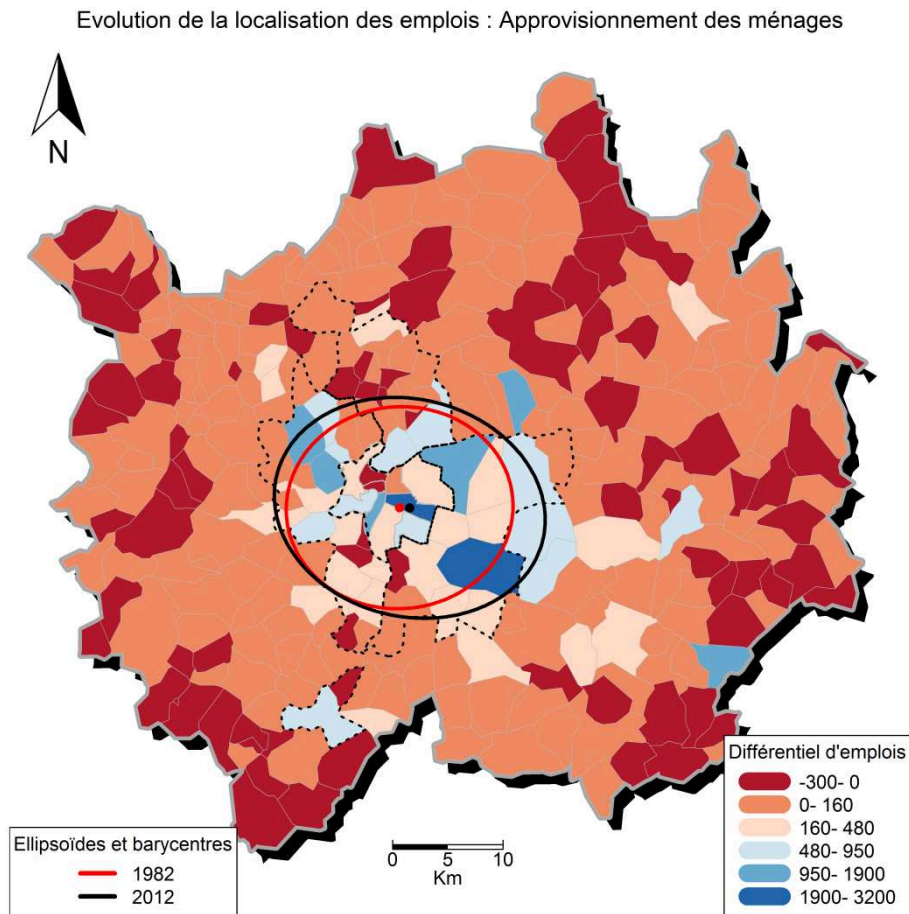 Evolution de la localisation des emplois : Approvisionnement des ménages
N
Ellipsoïdes et barycentres
1982
2012
0 5 10
Km
Différentiel d'emplois
-300- 0
0- 160
160- 480
480- 950
950- 1900
1900- 3200